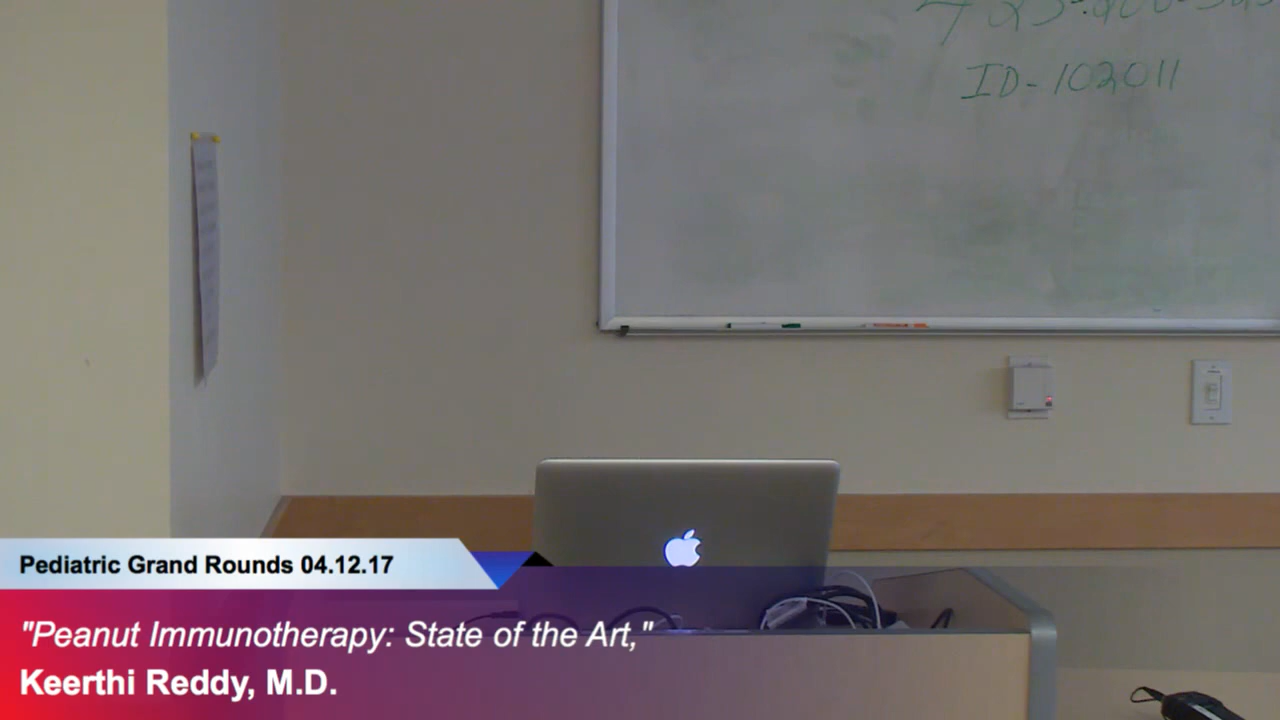 ID-102011
Pediatric Grand Rounds 04.12.17
"Peanut Immunotherapy: State of the Art,"
Keerthi Reddy, M.D.